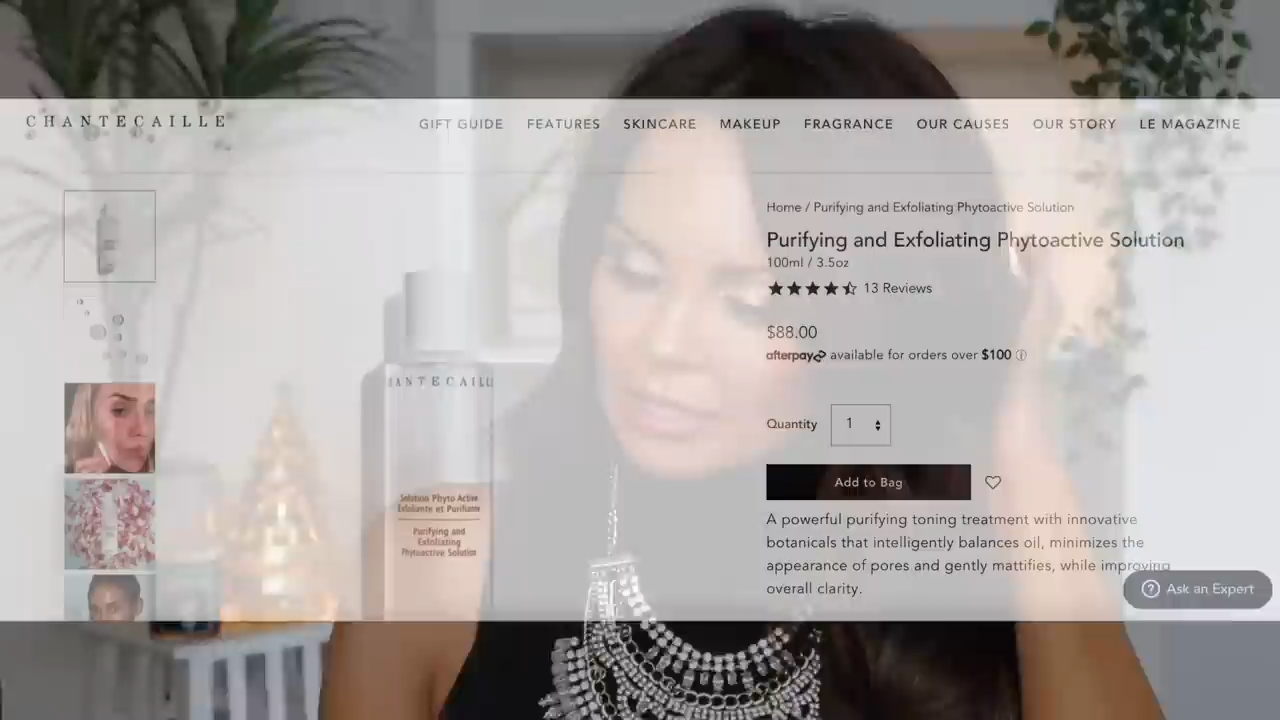 CHANTECAILLE
GIFT GUIDE FEATURES SKINCARE MAKEUP FRAGRANCE OUR CAUSES OUR STORY LE MAGAZINE
Home / Purifying and Exfoliating Phytoactive Solution
Purifying and Exfoliating Phytoactive Solution
100ml / 3.5oz
13 Reviews
$88.00
afterpay available for orders over $100
Quantity 1
Add to Bag
A powerful purifying toning treatment with innovative
botanicals that intelligently balances oil, minimizes the
appearance of pores and gently mattifies, while improving
overall clarity.
Ask an Expert
ANTECAILL
Solution Phyto Active
Exfoliante et Purifiante
Purifying and
Exfoliating
Phytoactive Solution